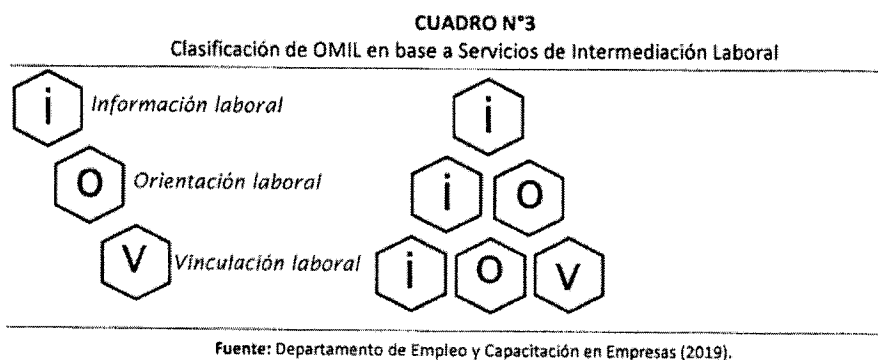 CUADRO N°3
Clasificación de OMIL en base a Servicios de Intermediación Laboral
i Información laboral
i
O Orientación laboral
i O
V Vinculación laboral
i O V
Fuente: Departamento de Empleo y Capacitación en Empresas (2019).